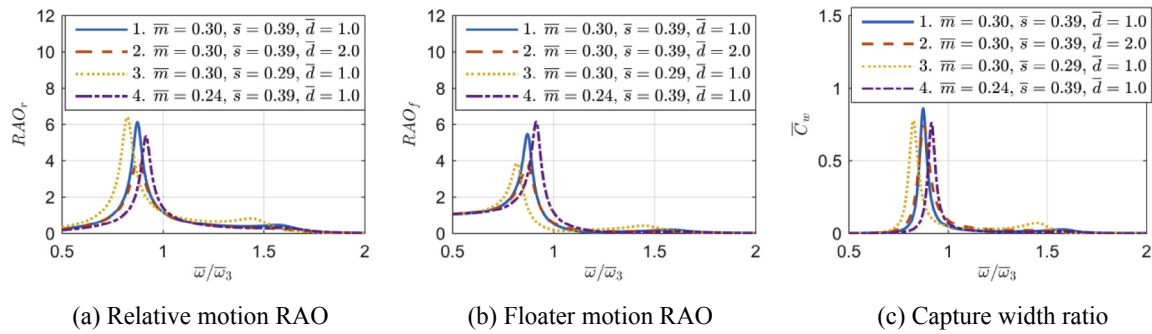 12
10
8
6
4
2
0
RAO_r
1. m̅ = 0.30, s̅ = 0.39, d̅ = 1.0
2. m̅ = 0.30, s̅ = 0.39, d̅ = 2.0
3. m̅ = 0.30, s̅ = 0.29, d̅ = 1.0
4. m̅ = 0.24, s̅ = 0.39, d̅ = 1.0
0.5 1 1.5 2
ω̅/ω̅₃
(a) Relative motion RAO
12
10
8
6
4
2
0
RAO_f
1. m̅ = 0.30, s̅ = 0.39, d̅ = 1.0
2. m̅ = 0.30, s̅ = 0.39, d̅ = 2.0
3. m̅ = 0.30, s̅ = 0.29, d̅ = 1.0
4. m̅ = 0.24, s̅ = 0.39, d̅ = 1.0
0.5 1 1.5 2
ω̅/ω̅₃
(b) Floater motion RAO
1.5
1
0.5
0
C̅_w
1. m̅ = 0.30, s̅ = 0.39, d̅ = 1.0
2. m̅ = 0.30, s̅ = 0.39, d̅ = 2.0
3. m̅ = 0.30, s̅ = 0.29, d̅ = 1.0
4. m̅ = 0.24, s̅ = 0.39, d̅ = 1.0
0.5 1 1.5 2
ω̅/ω̅₃
(c) Capture width ratio